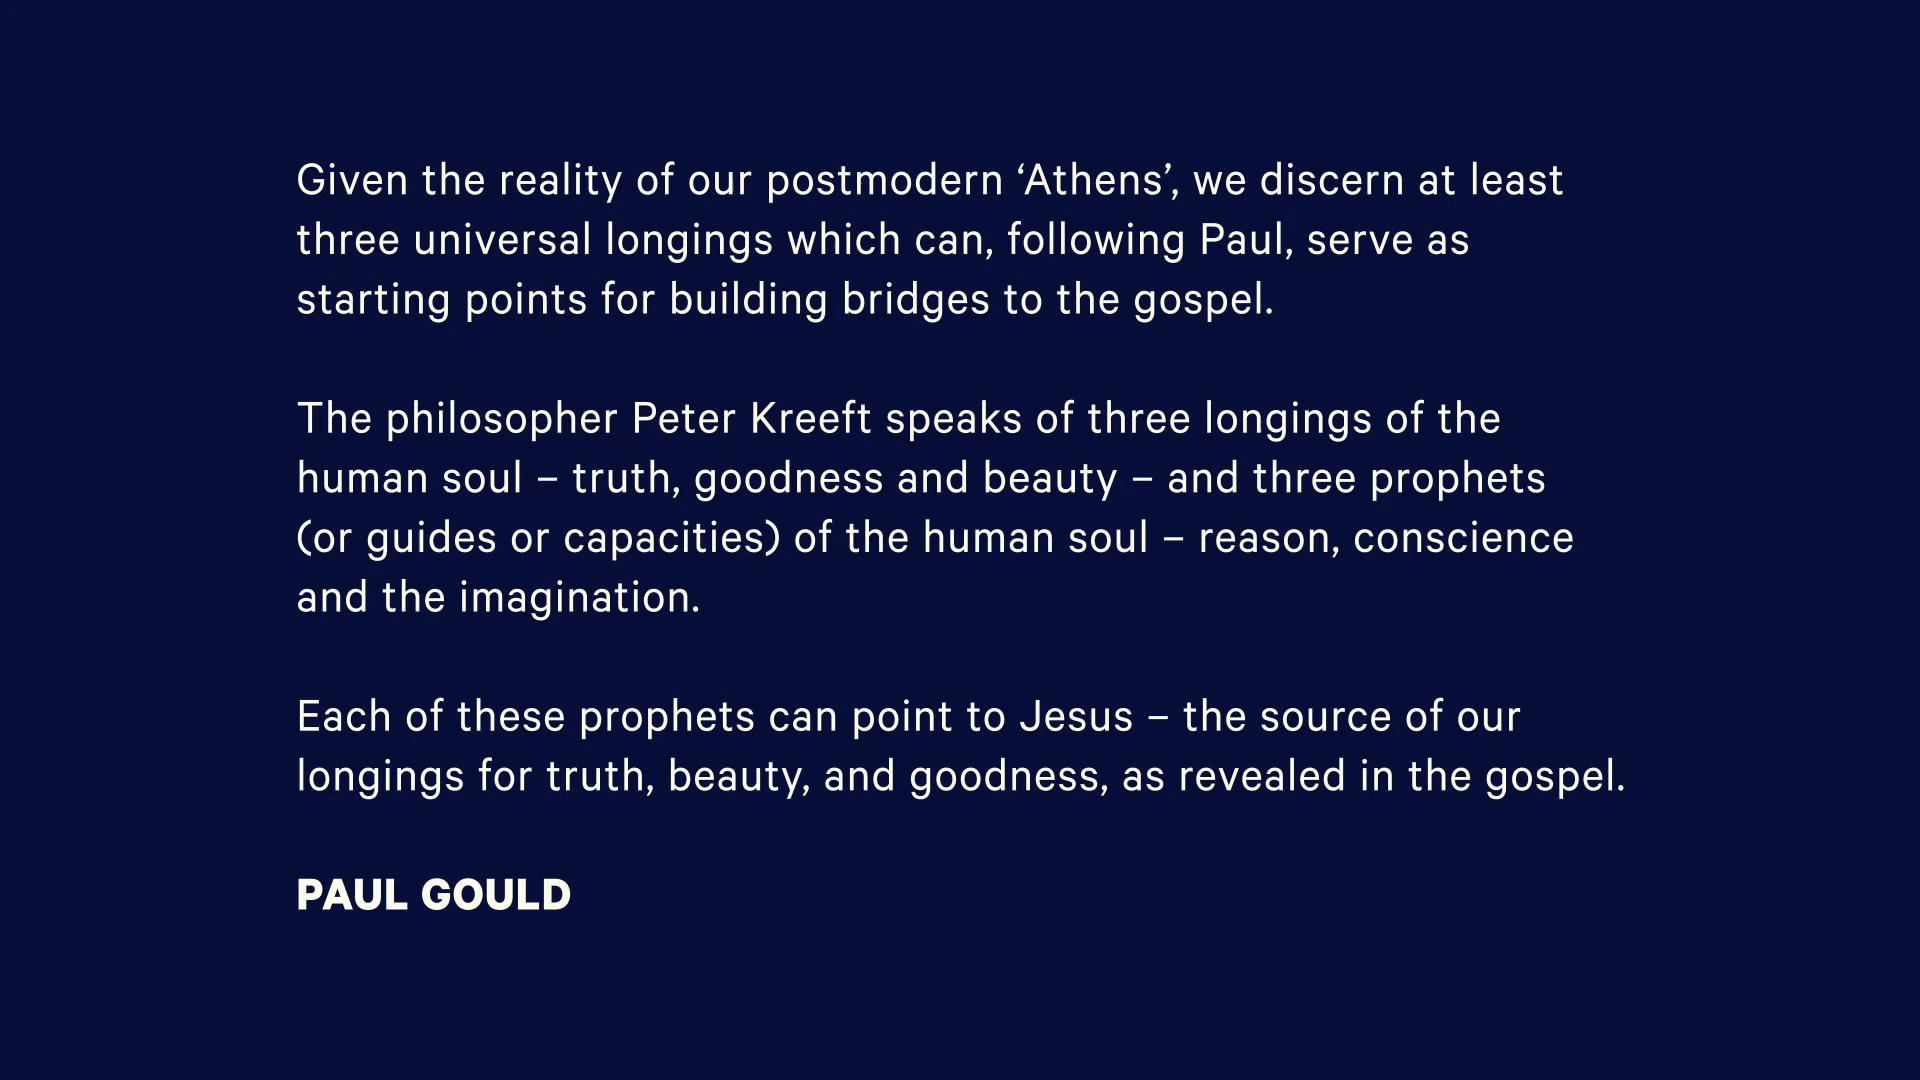 Given the reality of our postmodern ‘Athens’, we discern at least
three universal longings which can, following Paul, serve as
starting points for building bridges to the gospel.
The philosopher Peter Kreeft speaks of three longings of the
human soul – truth, goodness and beauty – and three prophets
(or guides or capacities) of the human soul – reason, conscience
and the imagination.
Each of these prophets can point to Jesus – the source of our
longings for truth, beauty, and goodness, as revealed in the gospel.
PAUL GOULD